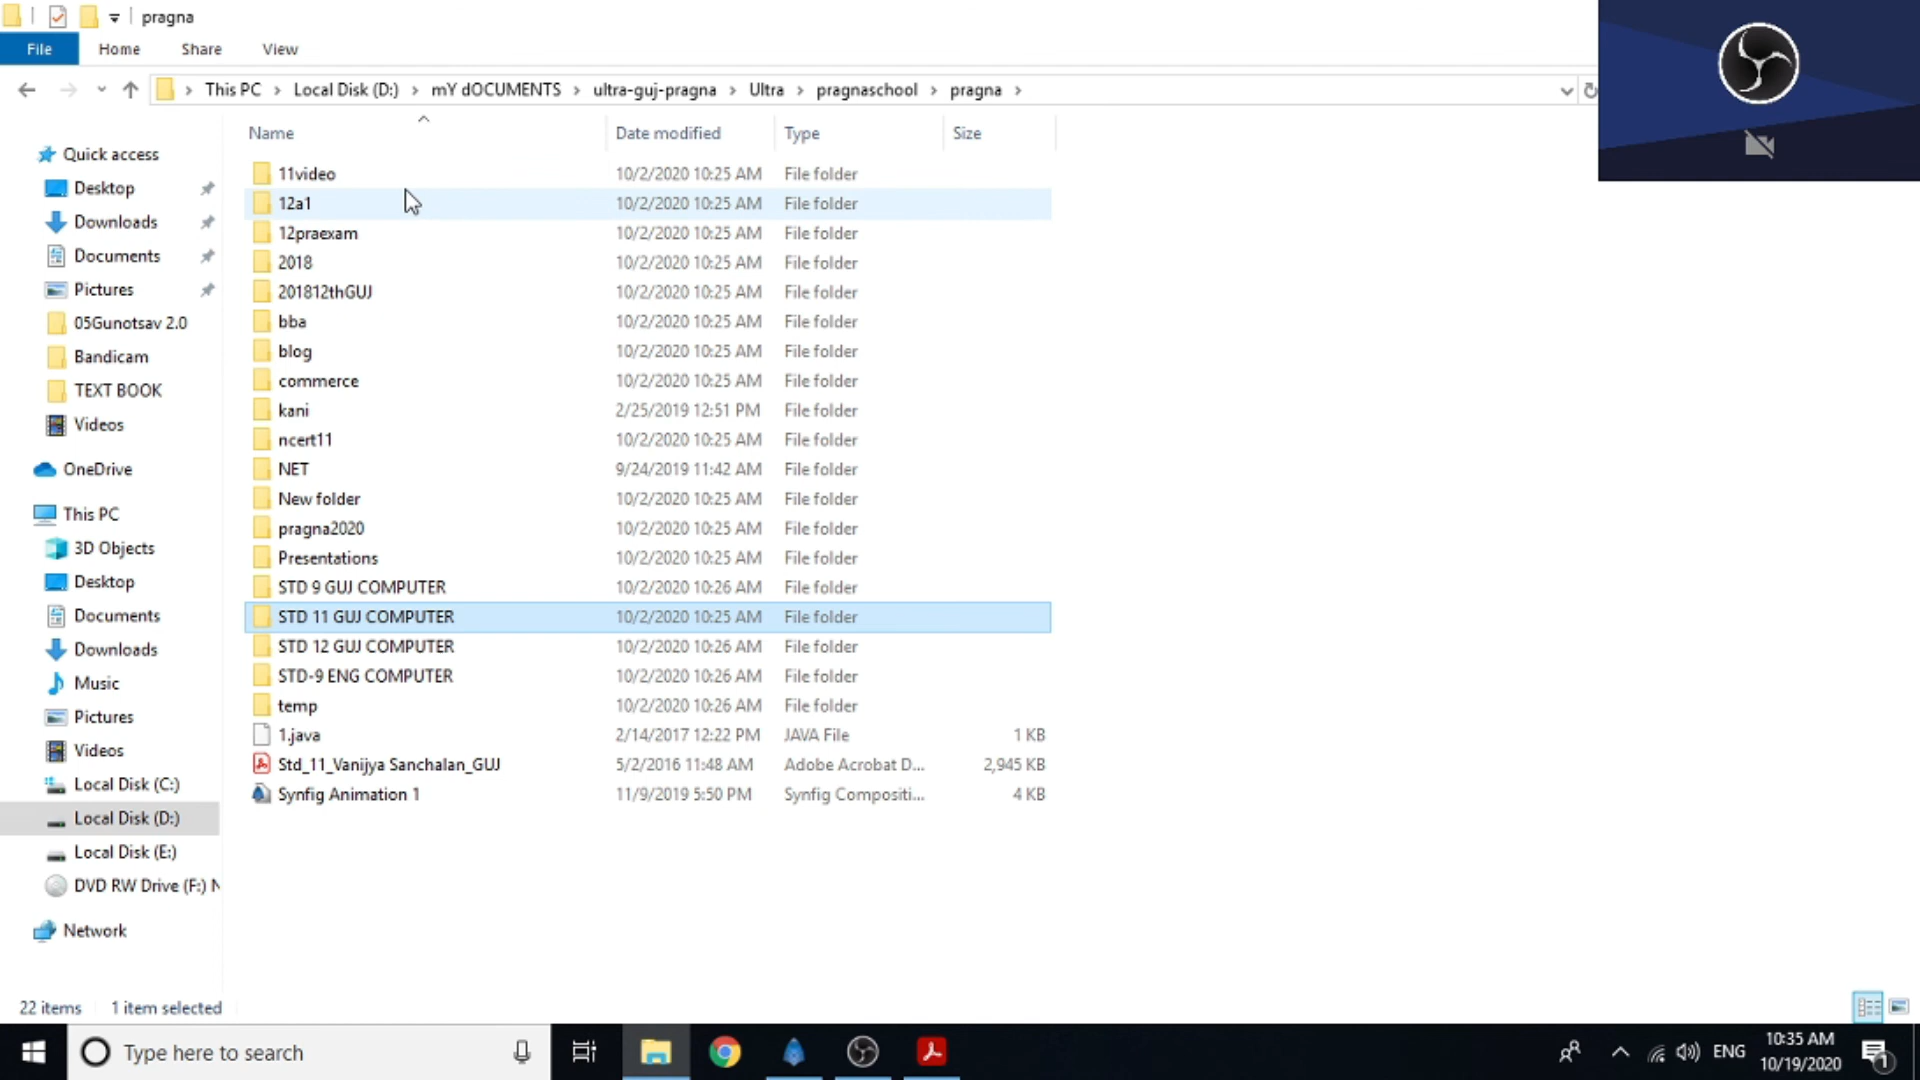 pragna
File Home Share View
This PC Local Disk (D:) mY dOCUMENTS ultra-guj-pragna Ultra pragnaschool pragna
Name Date modified Type Size
Quick access
Desktop
Downloads
Documents
Pictures
05Gunotsav 2.0
Bandicam
TEXT BOOK
Videos
OneDrive
This PC
3D Objects
Desktop
Documents
Downloads
Music
Pictures
Videos
Local Disk (C:)
Local Disk (D:)
Local Disk (E:)
DVD RW Drive (F:) N
Network
11video 10/2/2020 10:25 AM File folder
12a1 10/2/2020 10:25 AM File folder
12praexam 10/2/2020 10:25 AM File folder
2018 10/2/2020 10:25 AM File folder
201812thGUJ 10/2/2020 10:25 AM File folder
bba 10/2/2020 10:25 AM File folder
blog 10/2/2020 10:25 AM File folder
commerce 10/2/2020 10:25 AM File folder
kani 2/25/2019 12:51 PM File folder
ncert11 10/2/2020 10:25 AM File folder
NET 9/24/2019 11:42 AM File folder
New folder 10/2/2020 10:25 AM File folder
pragna2020 10/2/2020 10:25 AM File folder
Presentations 10/2/2020 10:25 AM File folder
STD 9 GUJ COMPUTER 10/2/2020 10:26 AM File folder
STD 11 GUJ COMPUTER 10/2/2020 10:25 AM File folder
STD 12 GUJ COMPUTER 10/2/2020 10:26 AM File folder
STD-9 ENG COMPUTER 10/2/2020 10:26 AM File folder
temp 10/2/2020 10:26 AM File folder
1.java 2/14/2017 12:22 PM JAVA File 1 KB
Std_11_Vanijya Sanchalan_GUJ 5/2/2016 11:48 AM Adobe Acrobat D... 2,945 KB
Synfig Animation 1 11/9/2019 5:50 PM Synfig Compositi... 4 KB
22 items 1 item selected
Type here to search
ENG
10:35 AM
10/19/2020
1